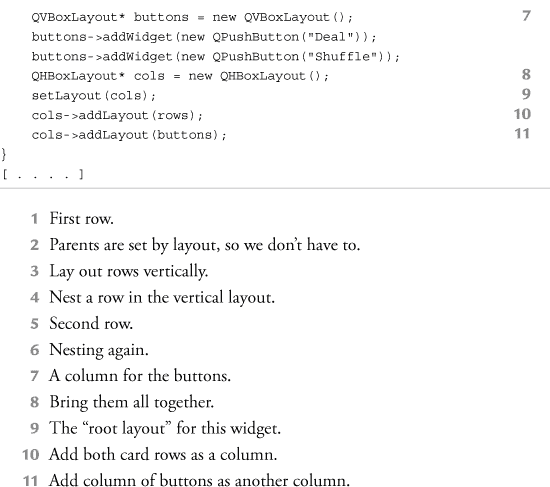 QVBoxLayout* buttons = new QVBoxLayout(); 7
buttons->addWidget(new QPushButton("Deal"));
buttons->addWidget(new QPushButton("Shuffle"));
QHBoxLayout* cols = new QHBoxLayout(); 8
setLayout(cols); 9
cols->addLayout(rows); 10
cols->addLayout(buttons); 11
}
[ . . . . ]
1 First row.
2 Parents are set by layout, so we don’t have to.
3 Lay out rows vertically.
4 Nest a row in the vertical layout.
5 Second row.
6 Nesting again.
7 A column for the buttons.
8 Bring them all together.
9 The “root layout” for this widget.
10 Add both card rows as a column.
11 Add column of buttons as another column.